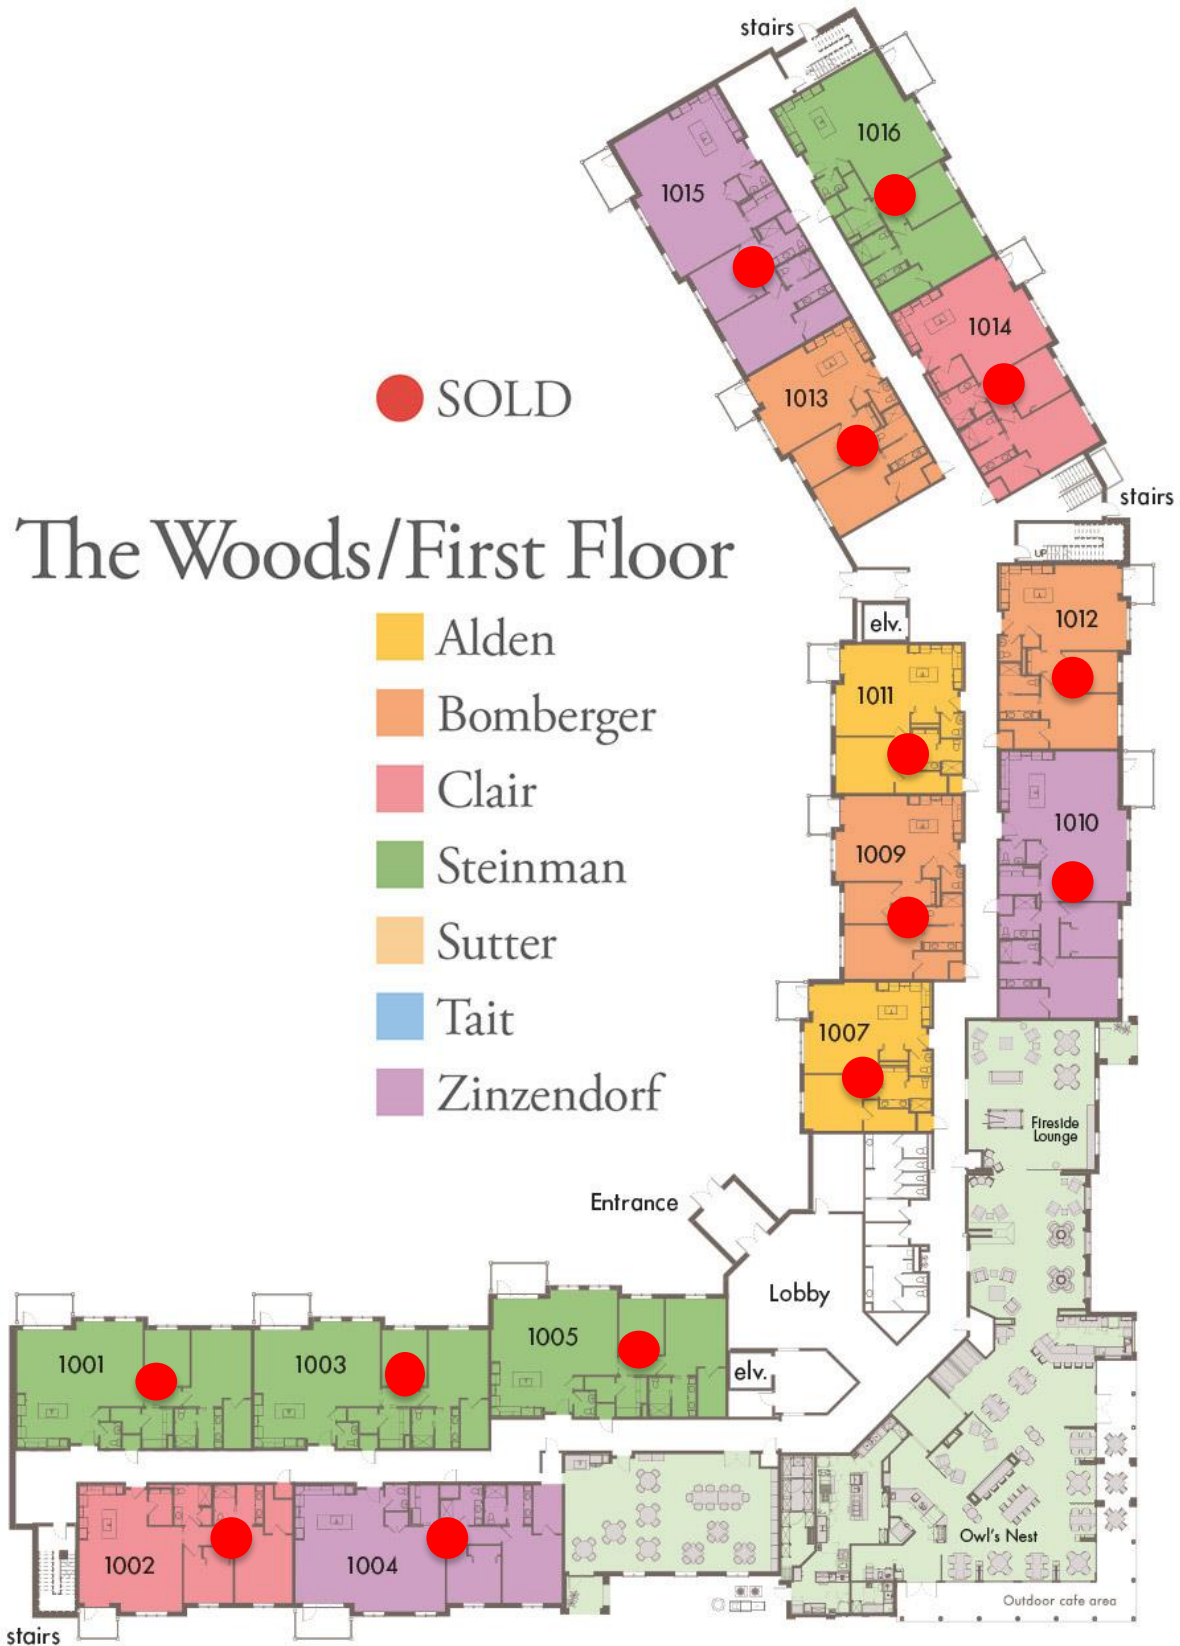 stairs
1016
1015
1014
1013
SOLD
stairs
The Woods/First Floor
UP
elv.
1012
Alden
1011
Bomberger
Clair
1010
1009
Steinman
Sutter
Tait
1007
Zinzendorf
Fireside
Lounge
Entrance
Lobby
1005
1001
1003
elv.
Owl's Nest
1002
1004
Outdoor cafe area
stairs